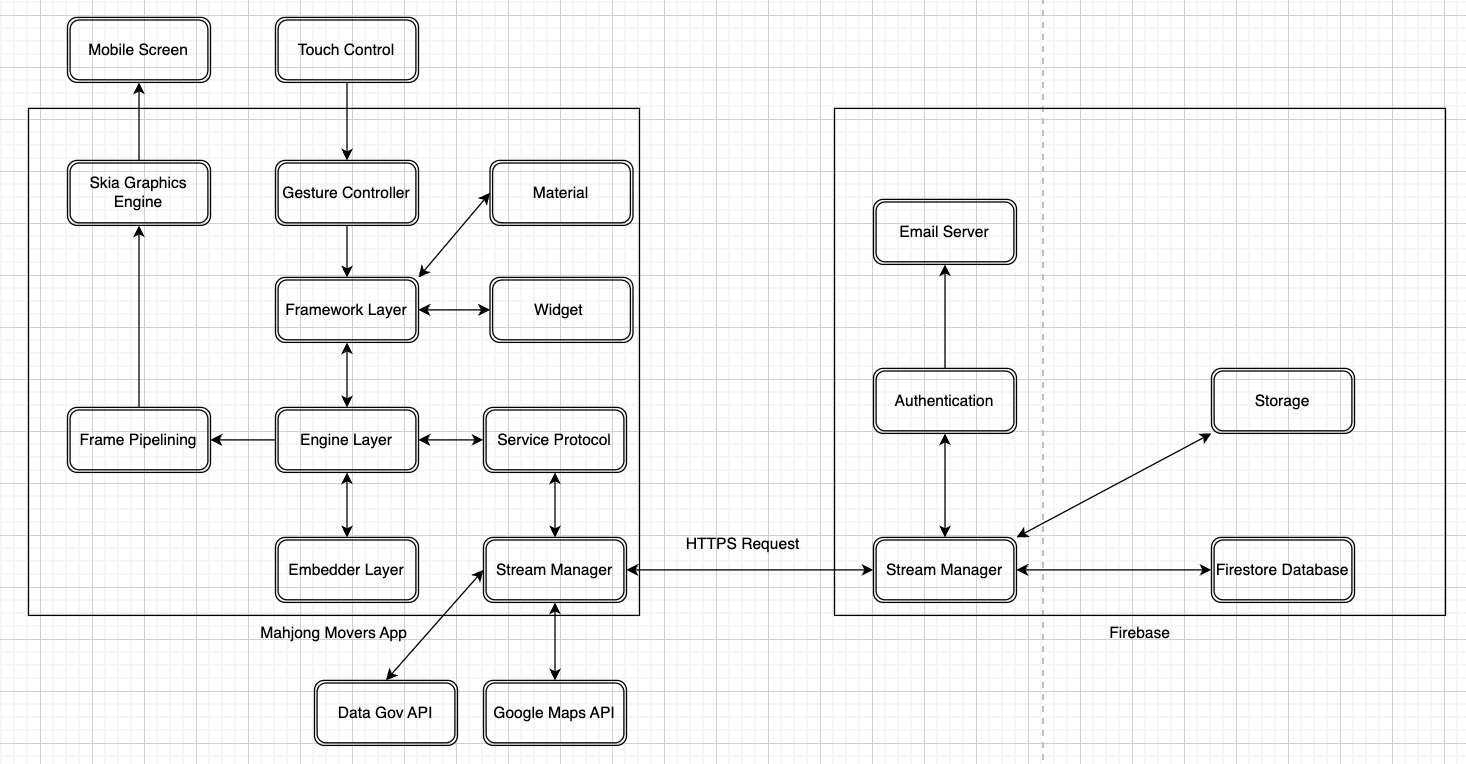 Mobile Screen
Touch Control
Skia Graphics
Engine
Gesture Controller
Material
Framework Layer
Widget
Frame Pipelining
Engine Layer
Service Protocol
Embedder Layer
Stream Manager
Mahjong Movers App
Data Gov API
Google Maps API
HTTPS Request
Email Server
Authentication
Storage
Stream Manager
Firestore Database
Firebase